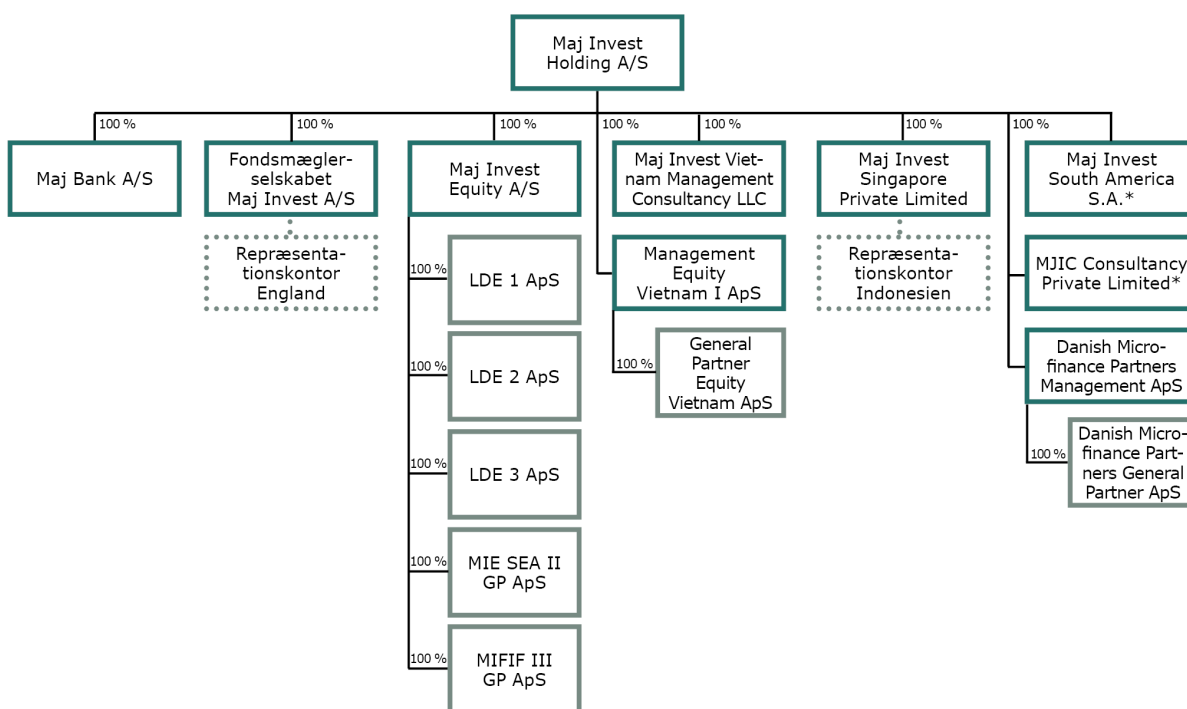 Maj Invest
Holding A/S
100 %
100 %
100 %
100 %
100 %
100 %
100 %
Maj Bank A/S
Fondsmægler-
selskabet
Maj Invest A/S
Maj Invest
Equity A/S
Maj Invest Viet-
nam Management
Consultancy LLC
Maj Invest
Singapore
Private Limited
Maj Invest
South America
S.A.*
Repræsenta-
tionskontor
England
100 %
LDE 1 ApS
Management
Equity
Vietnam I ApS
Repræsenta-
tionskontor
Indonesien
MJIC Consultancy
Private Limited*
100 %
LDE 2 ApS
100 %
General
Partner
Equity
Vietnam ApS
Danish Micro-
finance Partners
Management ApS
100 %
LDE 3 ApS
100 %
Danish Micro-
finance Part-
ners General
Partner ApS
100 %
MIE SEA II
GP ApS
100 %
MIFIF III
GP ApS